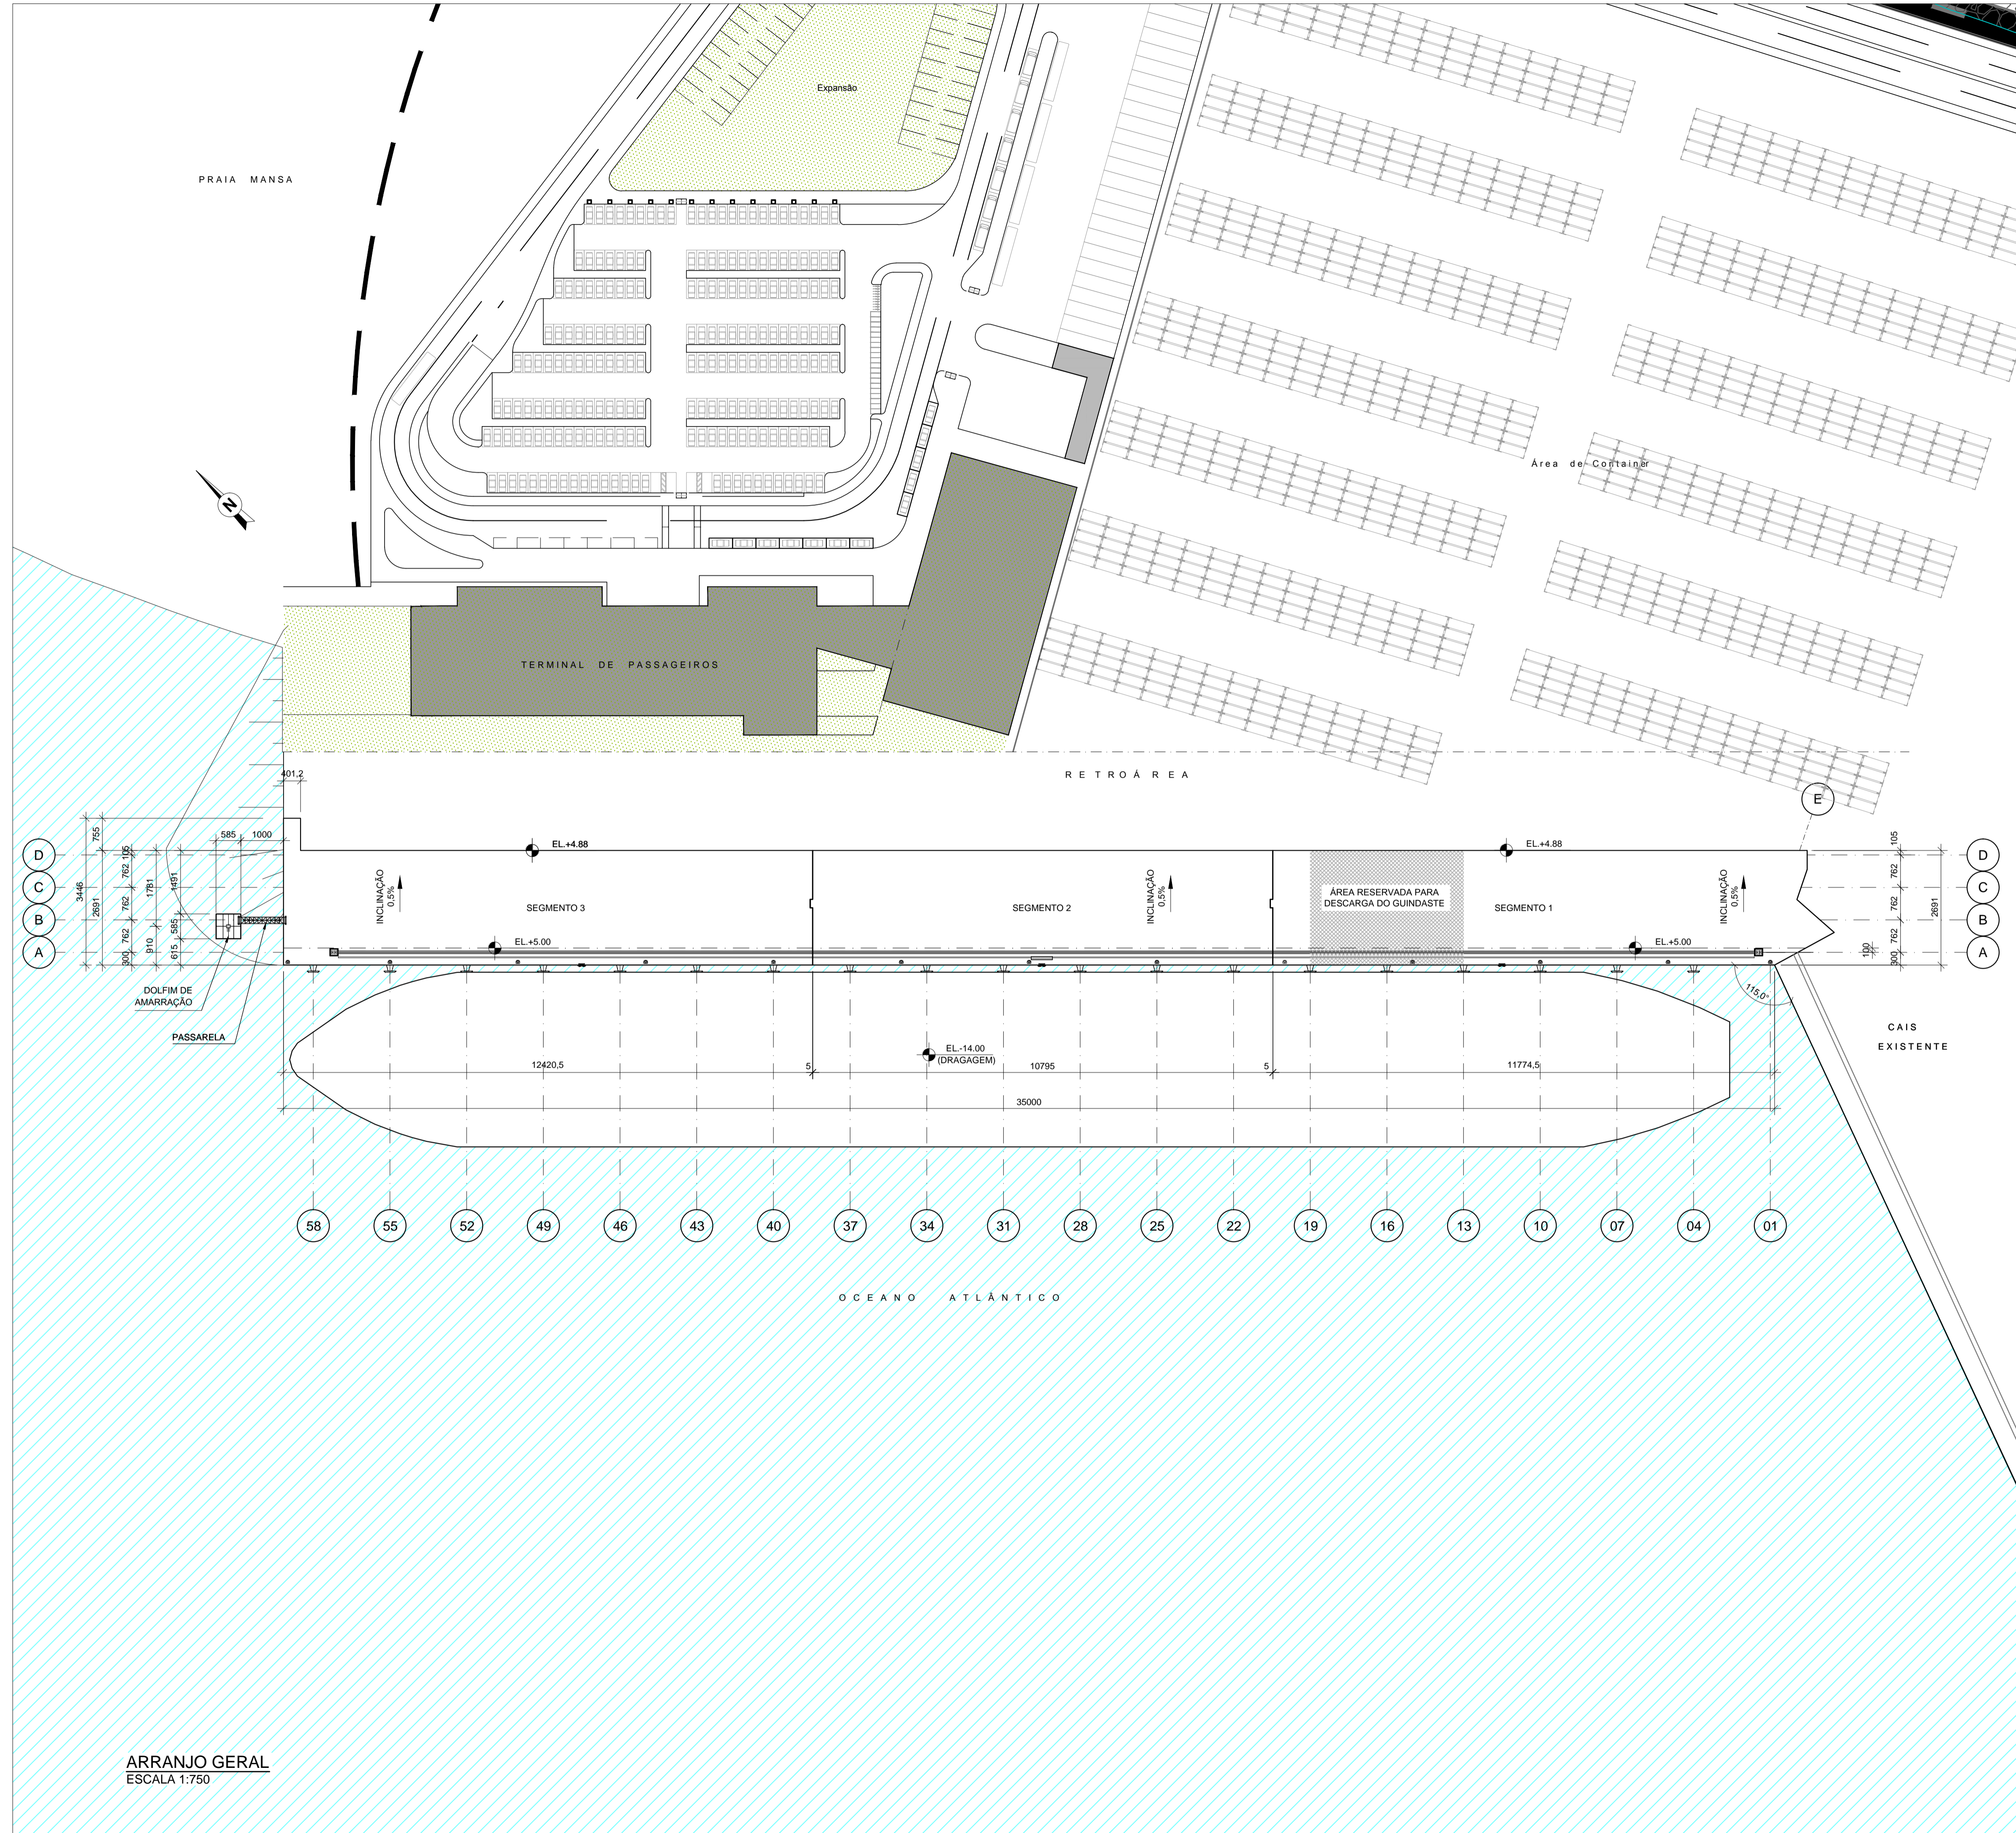 Expansão
PRAIA MANSA
Área de Container
N
TERMINAL DE PASSAGEIROS
RETROÁREA
401,2
E
585
1000
755
3446
2691
105
762
762
762
300
1781
910
1491
585
615
D
C
B
A
EL.+4.88
EL.+4.88
INCLINAÇÃO
0,5%
SEGMENTO 3
SEGMENTO 2
INCLINAÇÃO
0,5%
ÁREA RESERVADA PARA
DESCARGA DO GUINDASTE
SEGMENTO 1
INCLINAÇÃO
0,5%
EL.+5.00
EL.+5.00
105
762
762
762
300
100
2691
D
C
B
A
DOLFIM DE
AMARRAÇÃO
PASSARELA
115,0°
CAIS
EXISTENTE
EL.-14.00
(DRAGAGEM)
12420,5
5
10795
5
11774,5
35000
58
55
52
49
46
43
40
37
34
31
28
25
22
19
16
13
10
07
04
01
OCEANO ATLÂNTICO
ARRANJO GERAL
ESCALA 1:750